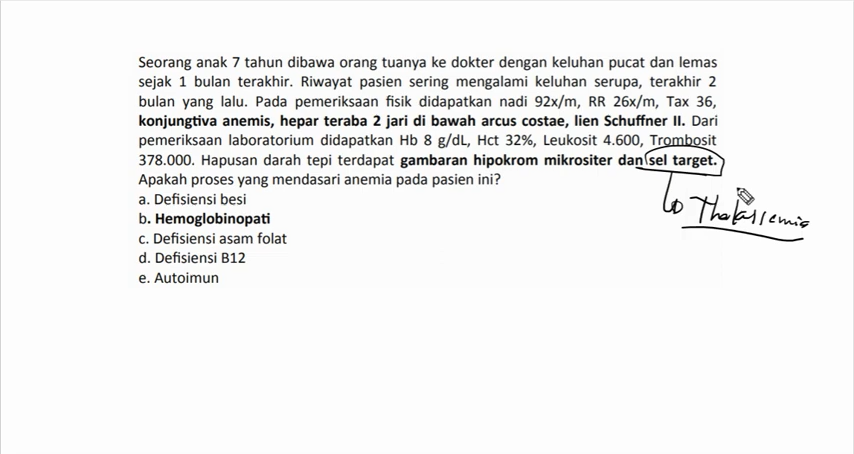 Seorang anak 7 tahun dibawa orang tuanya ke dokter dengan keluhan pucat dan lemas
sejak 1 bulan terakhir. Riwayat pasien sering mengalami keluhan serupa, terakhir 2
bulan yang lalu. Pada pemeriksaan fisik didapatkan nadi 92x/m, RR 26x/m, Tax 36,
konjungtiva anemis, hepar teraba 2 jari di bawah arcus costae, lien Schuffner II. Dari
pemeriksaan laboratorium didapatkan Hb 8 g/dL, Hct 32%, Leukosit 4.600, Trombosit
378.000. Hapusan darah tepi terdapat gambaran hipokrom mikrositer dan sel target.
Apakah proses yang mendasari anemia pada pasien ini?
a. Defisiensi besi
b. Hemoglobinopati
c. Defisiensi asam folat
d. Defisiensi B12
e. Autoimun
Thalassemia